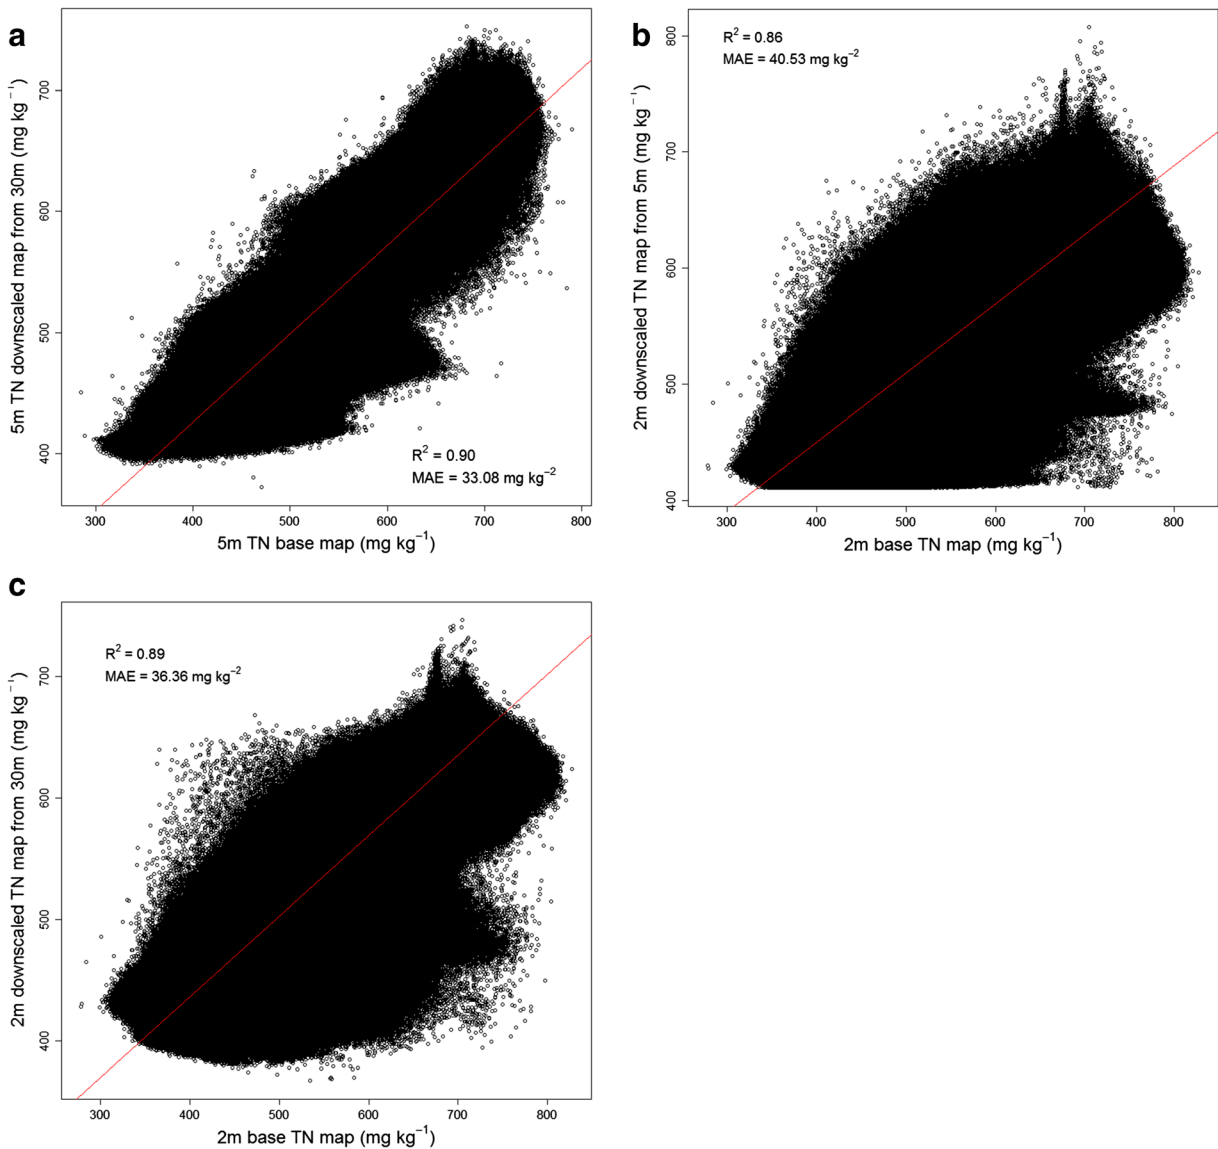 a
5m TN downscaled map from 30m (mg kg⁻¹)
700
600
500
400
R² = 0.90
MAE = 33.08 mg kg⁻²
300 400 500 600 700 800
5m TN base map (mg kg⁻¹)
b
2m downscaled TN map from 5m (mg kg⁻¹)
800
700
600
500
400
R² = 0.86
MAE = 40.53 mg kg⁻²
300 400 500 600 700 800
2m base TN map (mg kg⁻¹)
c
2m downscaled TN map from 30m (mg kg⁻¹)
700
600
500
400
R² = 0.89
MAE = 36.36 mg kg⁻²
300 400 500 600 700 800
2m base TN map (mg kg⁻¹)